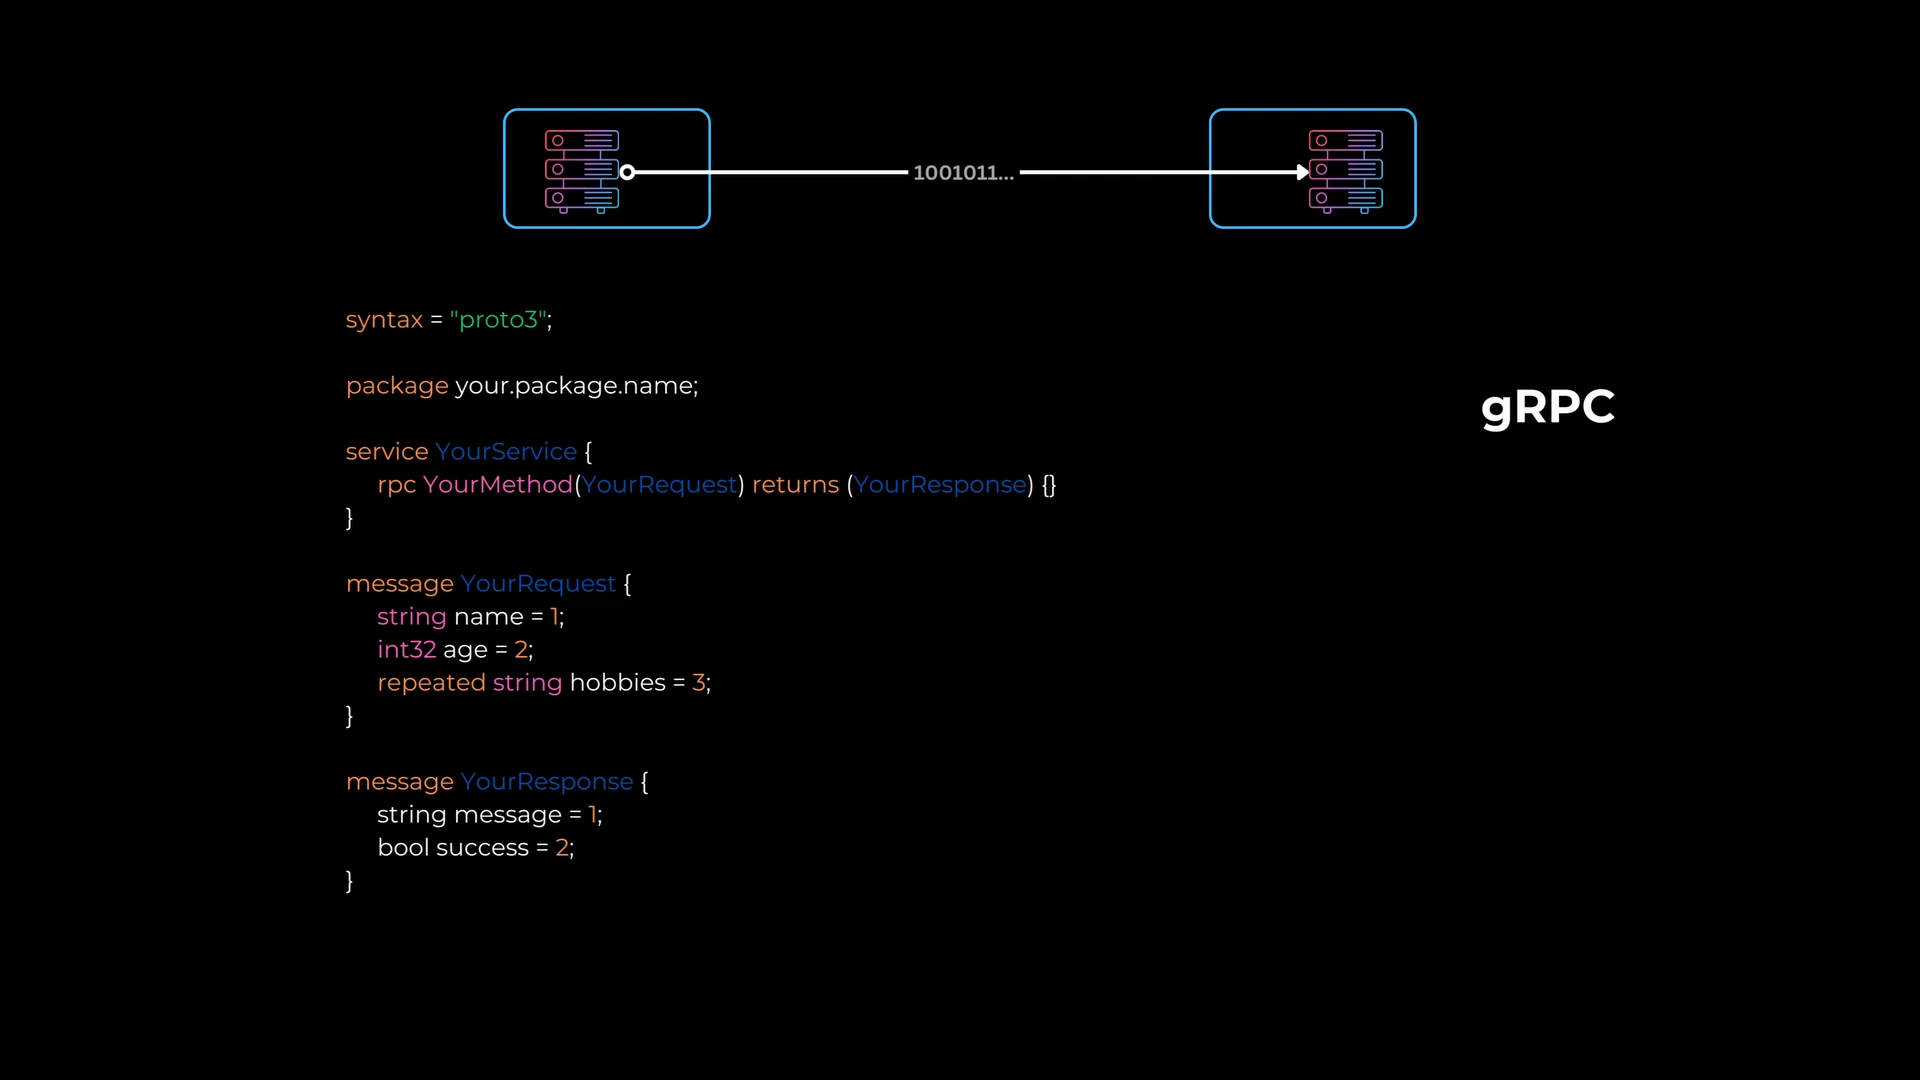 1001011...
syntax = "proto3";
package your.package.name;
gRPC
service YourService {
rpc YourMethod(YourRequest) returns (YourResponse) {}
}
message YourRequest {
string name = 1;
int32 age = 2;
repeated string hobbies = 3;
}
message YourResponse {
string message = 1;
bool success = 2;
}